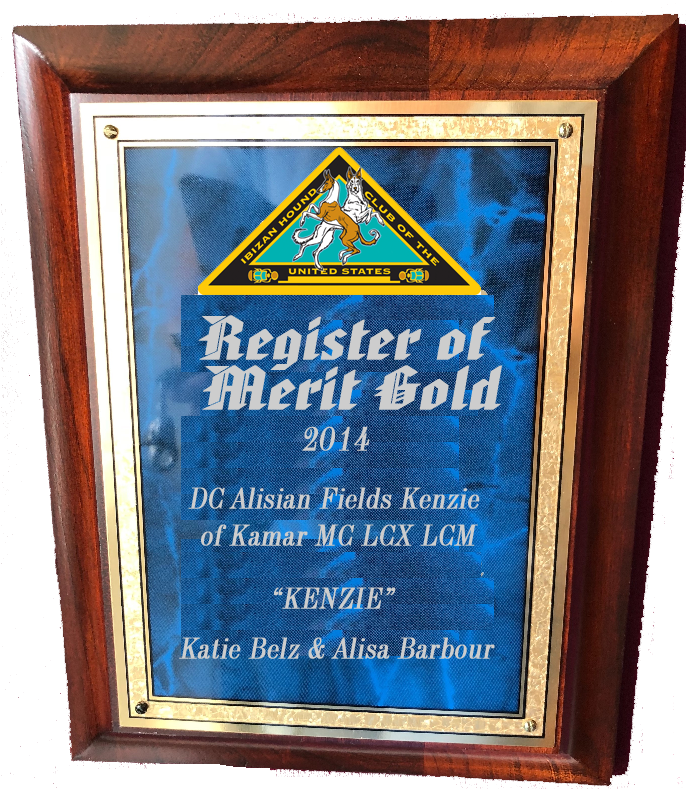 IBIZAN HOUND CLUB OF THE
UNITED STATES
Register of
Merit Gold
2014
DC Alisian Fields Kenzie
of Kamar MC LCX LCM
“KENZIE”
Katie Belz & Alisa Barbour